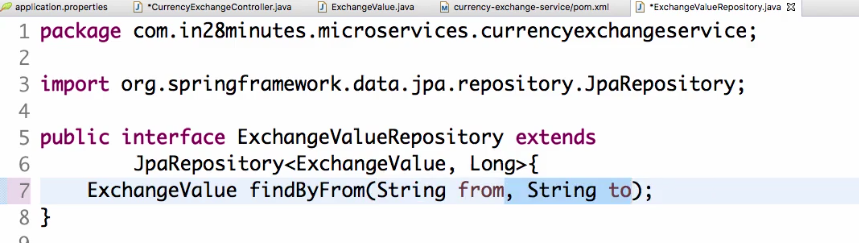 application.properties *CurrencyExchangeController.java ExchangeValue.java currency-exchange-service/pom.xml *ExchangeValueRepository.java
1 package com.in28minutes.microservices.currencyexchangeservice;
2
3 import org.springframework.data.jpa.repository.JpaRepository;
4
5 public interface ExchangeValueRepository extends
6 JpaRepository<ExchangeValue, Long>{
7 ExchangeValue findByFrom(String from, String to);
8 }
9